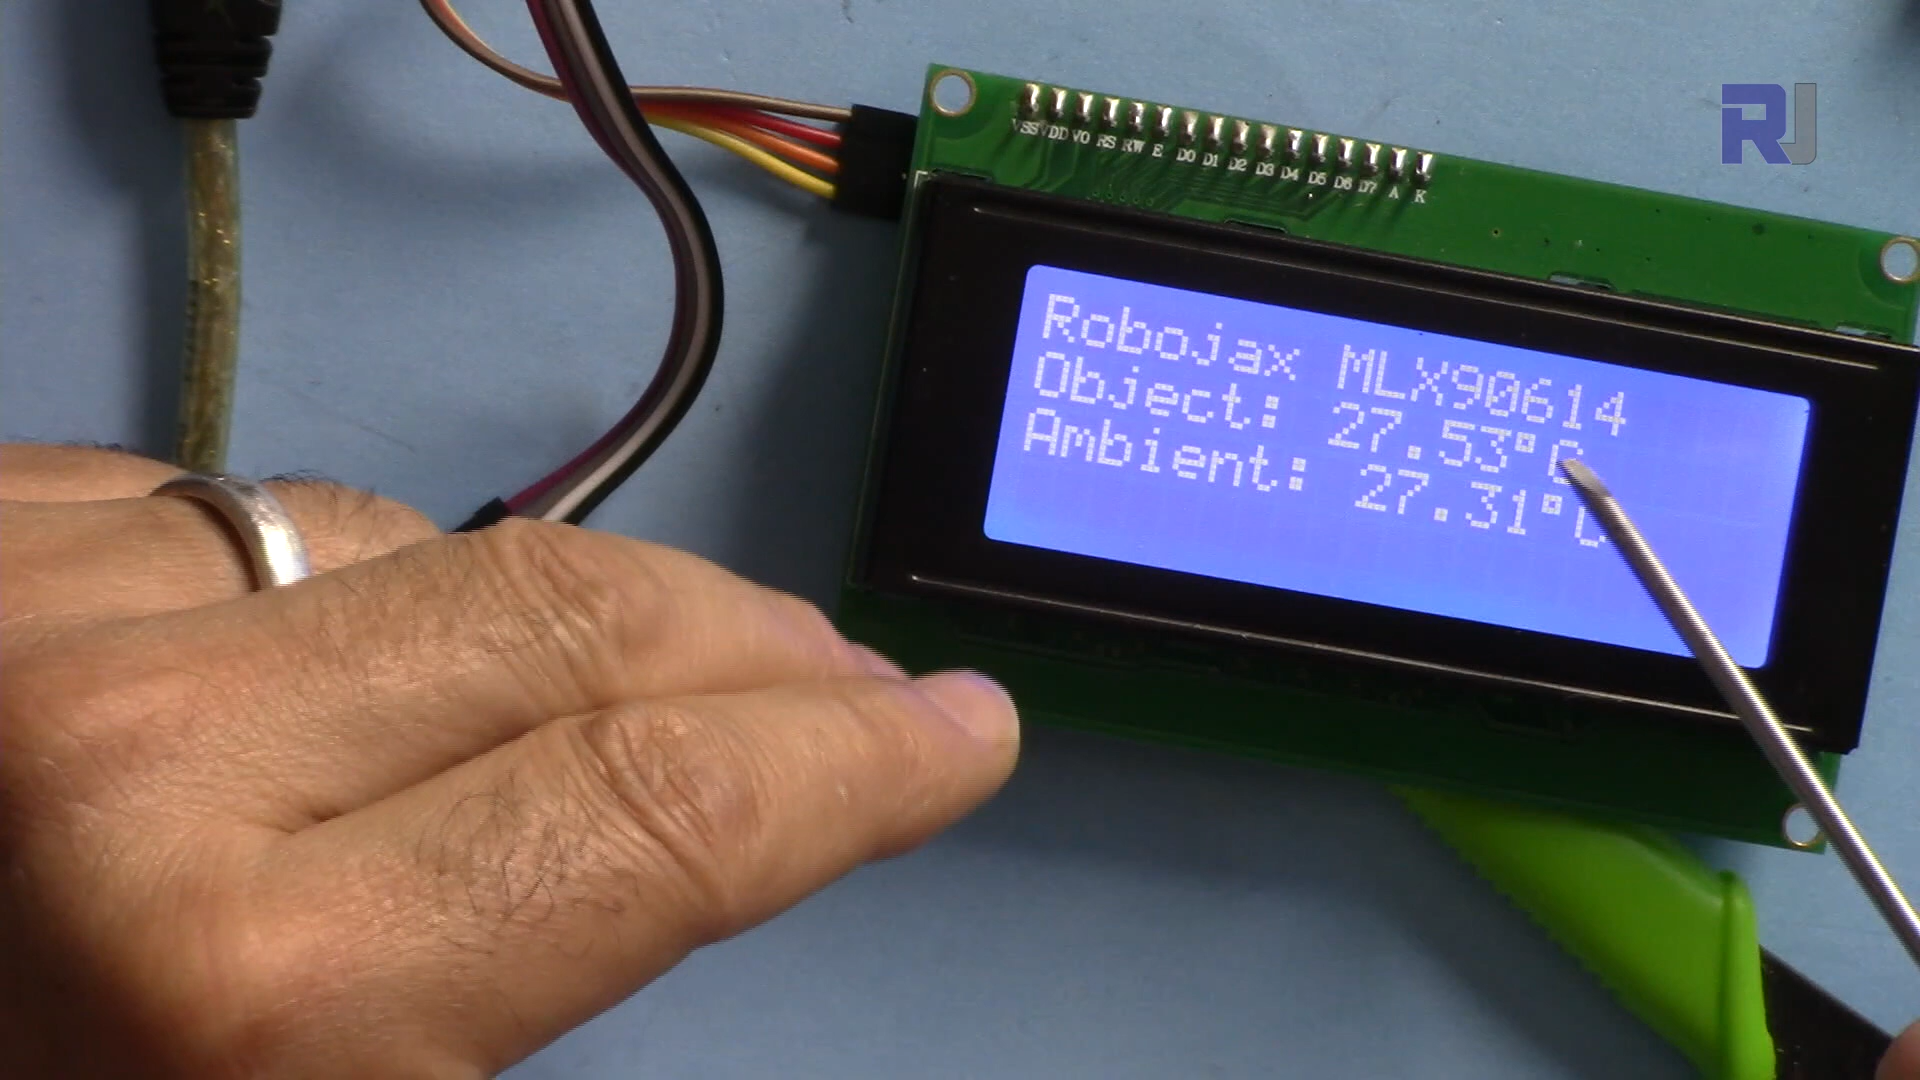 RJ
VSS VDD VO RS RW E D0 D1 D2 D3 D4 D5 D6 D7 A K
Robojax MLX90614
Object: 27.53°C
Ambient: 27.31°C